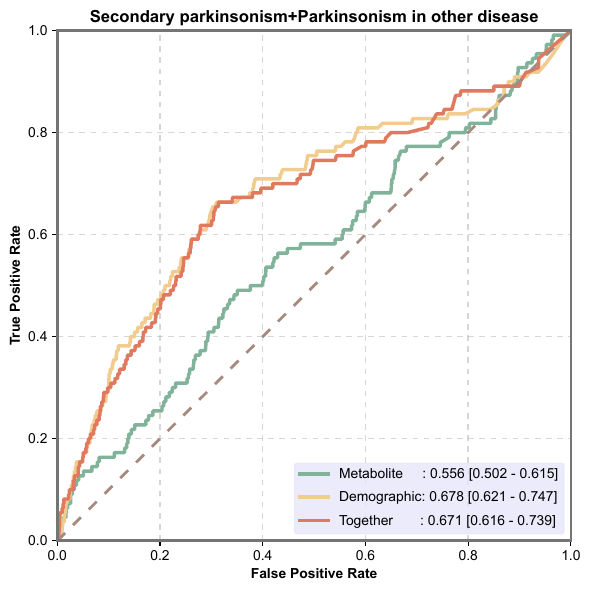 Secondary parkinsonism+Parkinsonism in other disease
1.0
0.8
0.6
0.4
0.2
0.0
True Positive Rate
Metabolite : 0.556 [0.502 - 0.615]
Demographic: 0.678 [0.621 - 0.747]
Together : 0.671 [0.616 - 0.739]
0.0 0.2 0.4 0.6 0.8 1.0
False Positive Rate